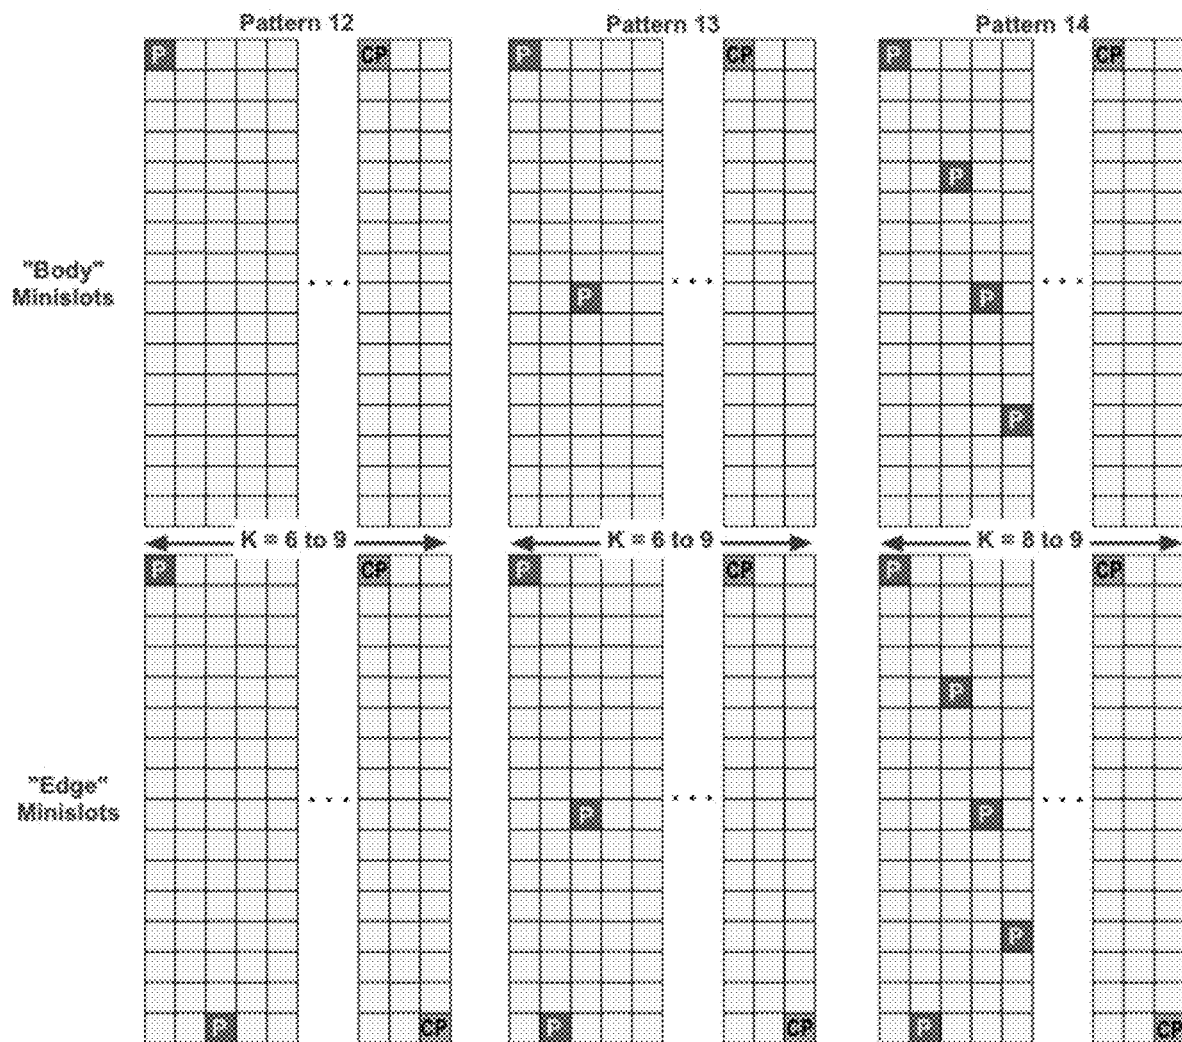 Pattern 12 Pattern 13 Pattern 14
P CP P CP P CP
P
"Body"
Minislots
P P
P
K = 6 to 9 K = 6 to 9 K = 8 to 9
P CP P CP P CP
P
"Edge"
Minislots
P P
P
P CP P CP P CP